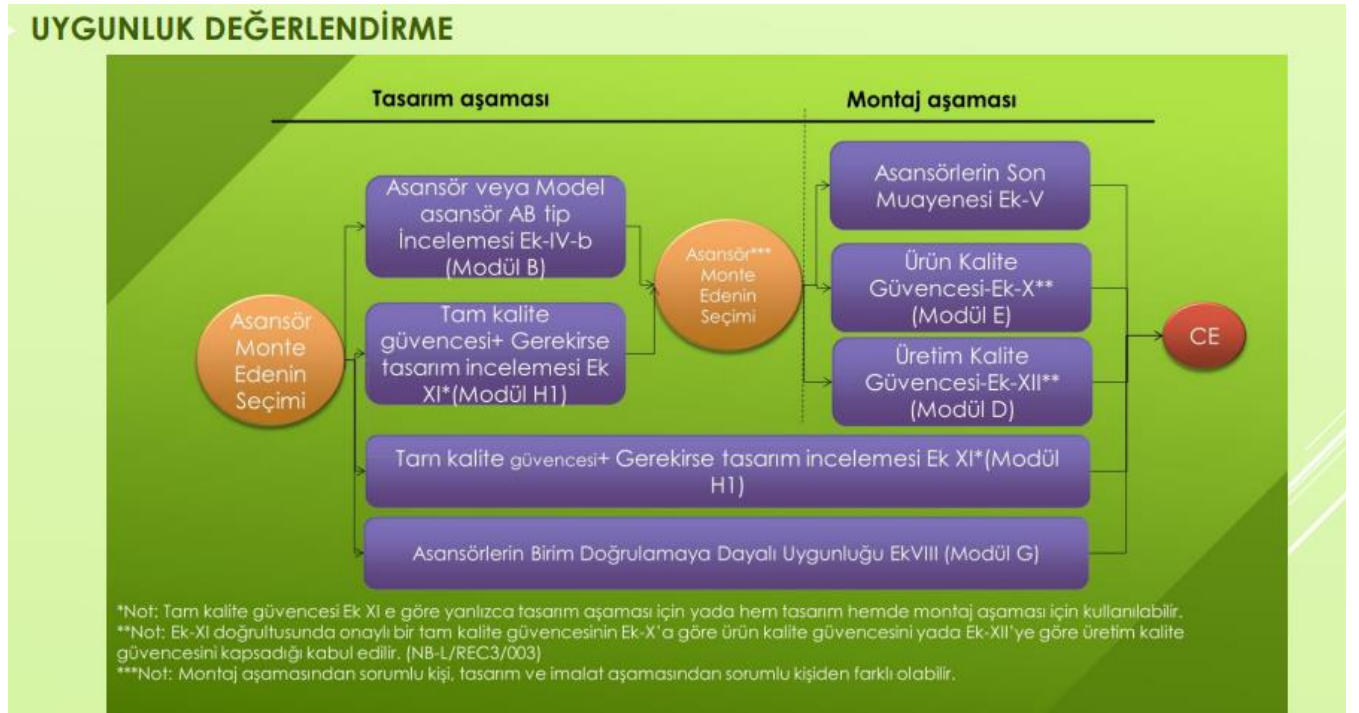 UYGUNLUK DEĞERLENDİRME
Tasarım aşaması
Montaj aşaması
Asansör
Monte
Edenin
Seçimi
Asansör veya Model
asansör AB tip
İncelemesi Ek-IV-b
(Modül B)
Tam kalite
güvencesi+ Gerekirse
tasarım incelemesi Ek
XI*(Modül H1)
Asansör***
Monte
Edenin
Seçimi
Asansörlerin Son
Muayenesi Ek-V
Ürün Kalite
Güvencesi-Ek-X**
(Modül E)
Üretim Kalite
Güvencesi-Ek-XII**
(Modül D)
CE
Tam kalite güvencesi+ Gerekirse tasarım incelemesi Ek XI*(Modül
H1)
Asansörlerin Birim Doğrulamaya Dayalı Uygunluğu EkVIII (Modül G)
*Not: Tam kalite güvencesi Ek XI e göre yanlızca tasarım aşaması için yada hem tasarım hemde montaj aşaması için kullanılabilir.
**Not: Ek-XI doğrultusunda onaylı bir tam kalite güvencesinin Ek-X'a göre ürün kalite güvencesini yada Ek-XII'ye göre üretim kalite
güvencesini kapsadığı kabul edilir. (NB-L/REC3/003)
***Not: Montaj aşamasından sorumlu kişi, tasarım ve imalat aşamasından sorumlu kişiden farklı olabilir.